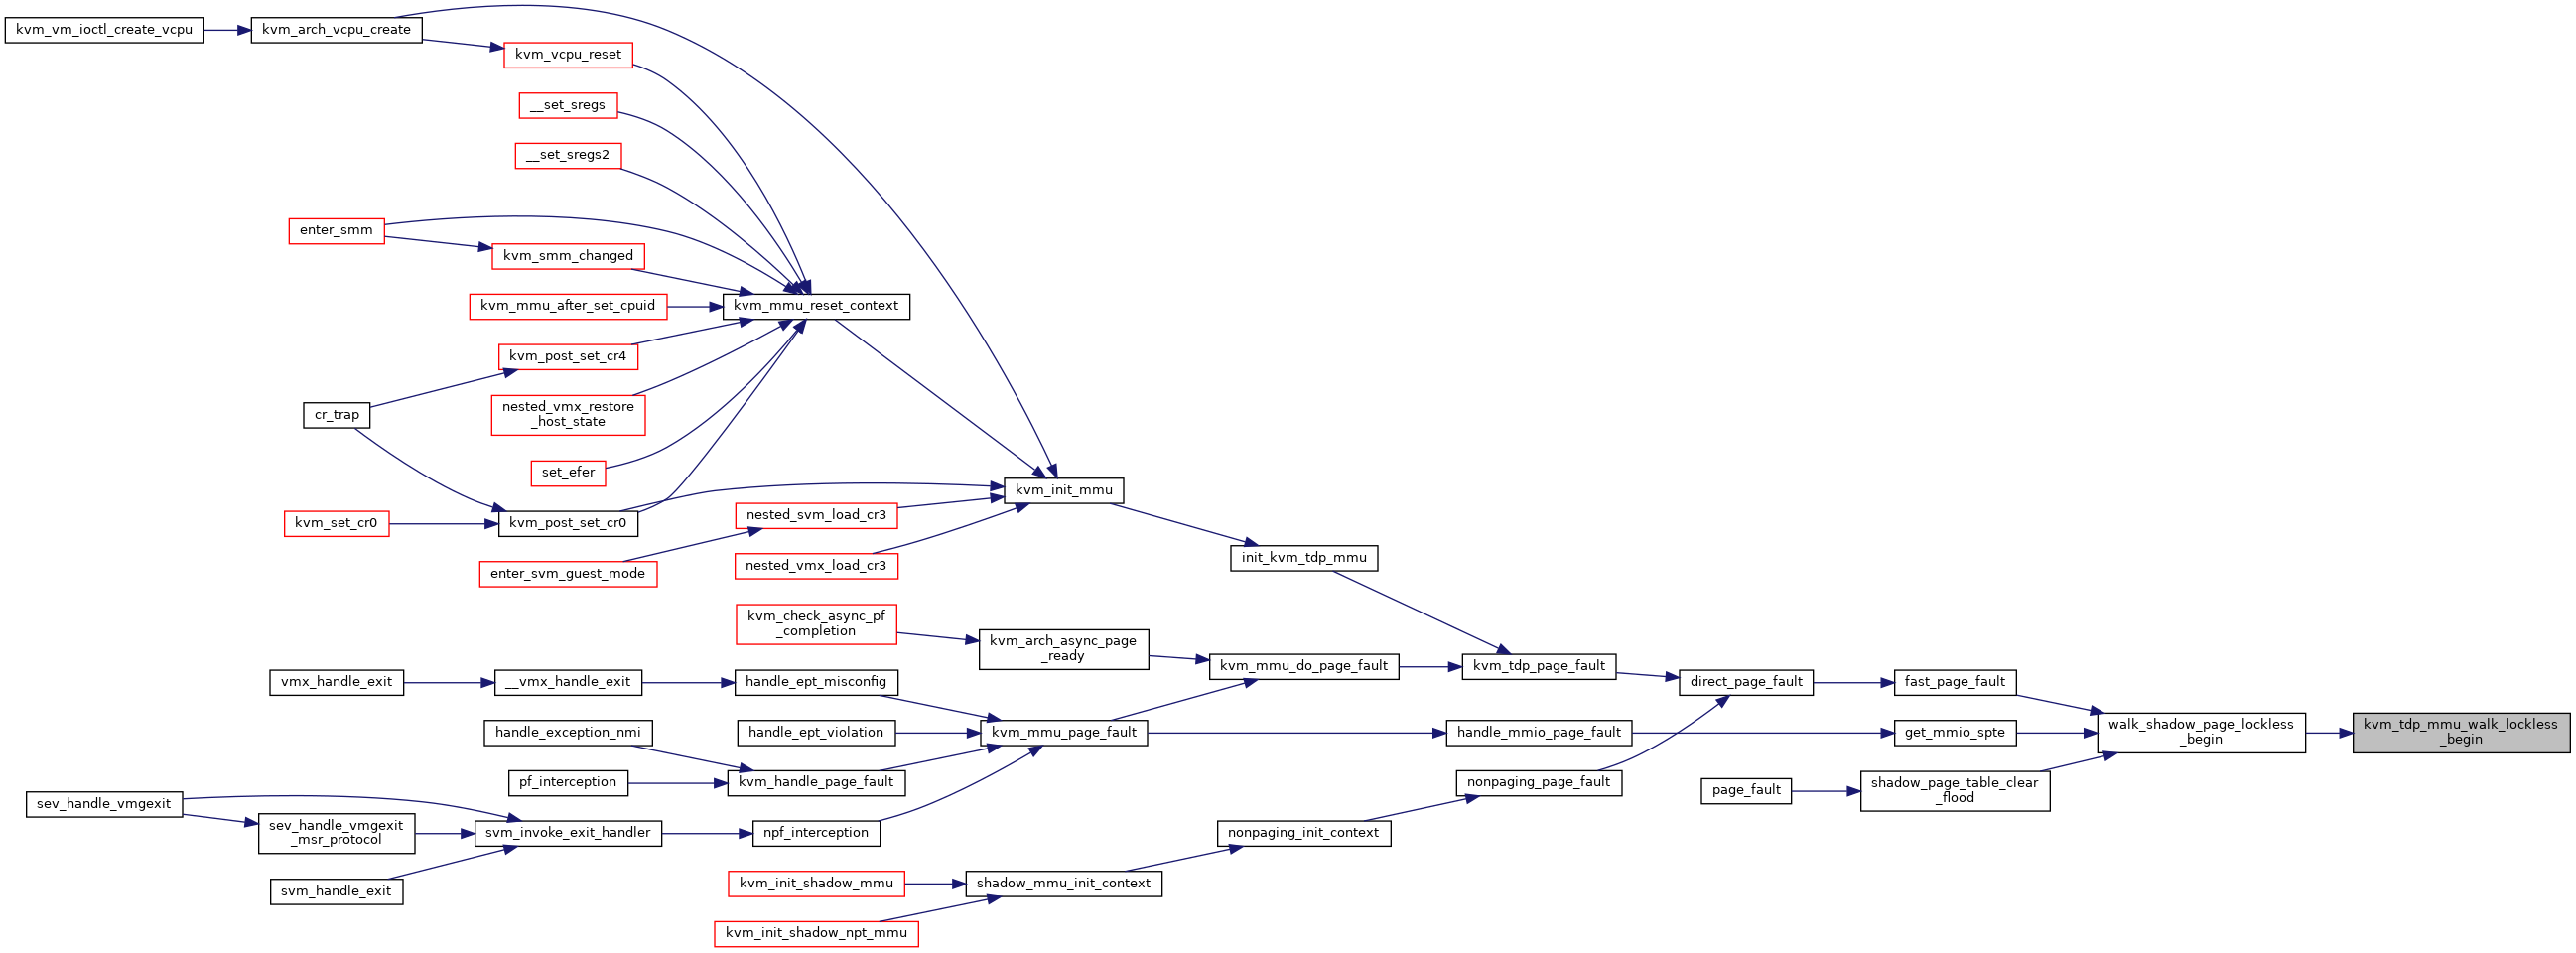 kvm_vm_ioctl_create_vcpu
kvm_arch_vcpu_create
kvm_vcpu_reset
__set_sregs
__set_sregs2
enter_smm
kvm_smm_changed
kvm_mmu_after_set_cpuid
kvm_mmu_reset_context
kvm_post_set_cr4
cr_trap
nested_vmx_restore
_host_state
set_efer
kvm_init_mmu
kvm_set_cr0
kvm_post_set_cr0
nested_svm_load_cr3
enter_svm_guest_mode
nested_vmx_load_cr3
init_kvm_tdp_mmu
kvm_check_async_pf
_completion
kvm_arch_async_page
_ready
kvm_mmu_do_page_fault
kvm_tdp_page_fault
vmx_handle_exit
__vmx_handle_exit
handle_ept_misconfig
direct_page_fault
fast_page_fault
handle_exception_nmi
handle_ept_violation
kvm_mmu_page_fault
handle_mmio_page_fault
get_mmio_spte
walk_shadow_page_lockless
_begin
kvm_tdp_mmu_walk_lockless
_begin
pf_interception
kvm_handle_page_fault
nonpaging_page_fault
page_fault
shadow_page_table_clear
_flood
sev_handle_vmgexit
sev_handle_vmgexit
_msr_protocol
svm_invoke_exit_handler
npf_interception
nonpaging_init_context
svm_handle_exit
kvm_init_shadow_mmu
shadow_mmu_init_context
kvm_init_shadow_npt_mmu